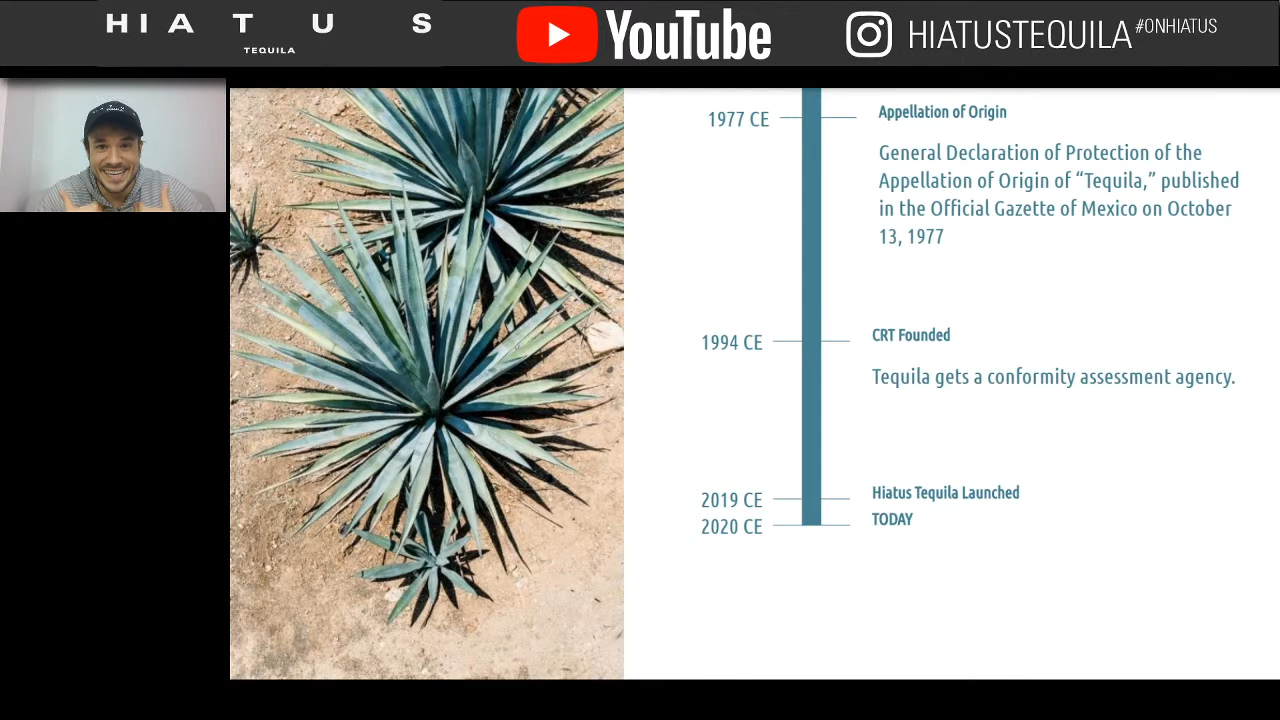 HIATUS
TEQUILA
YouTube
HIATUSTEQUILA #ONHIATUS
1977 CE
Appellation of Origin
General Declaration of Protection of the
Appellation of Origin of “Tequila,” published
in the Official Gazette of Mexico on October
13, 1977
1994 CE
CRT Founded
Tequila gets a conformity assessment agency.
2019 CE
Hiatus Tequila Launched
2020 CE
TODAY